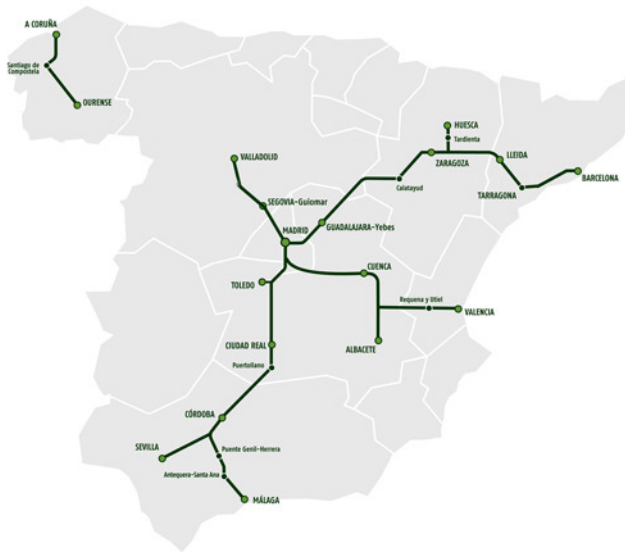 A CORUÑA
Santiago de
Compostela
OURENSE
HUESCA
Tardienta
VALLADOLID
ZARAGOZA
LLEIDA
BARCELONA
Calatayud
TARRAGONA
SEGOVIA-Guiomar
GUADALAJARA-Yebes
MADRID
CUENCA
TOLEDO
Requena y Utiel
VALENCIA
CIUDAD REAL
ALBACETE
Puertollano
CÓRDOBA
SEVILLA
Puente Genil-Herrera
Antequera-Santa Ana
MÁLAGA